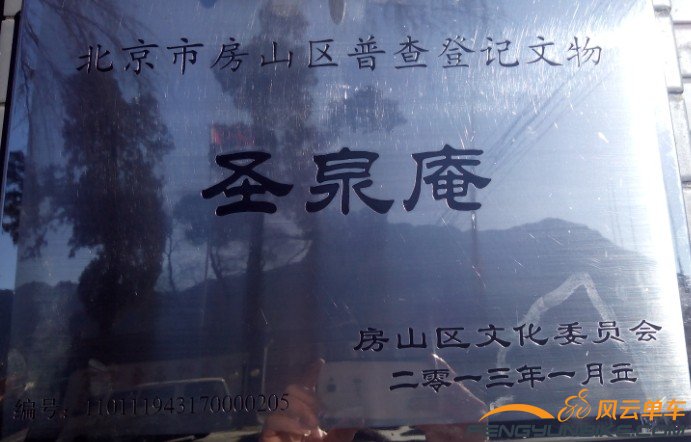 北京市房山区普查登记文物
圣泉庵
房山区文化委员会
二零一三年一月立
编号：110111943170000205
风云单车